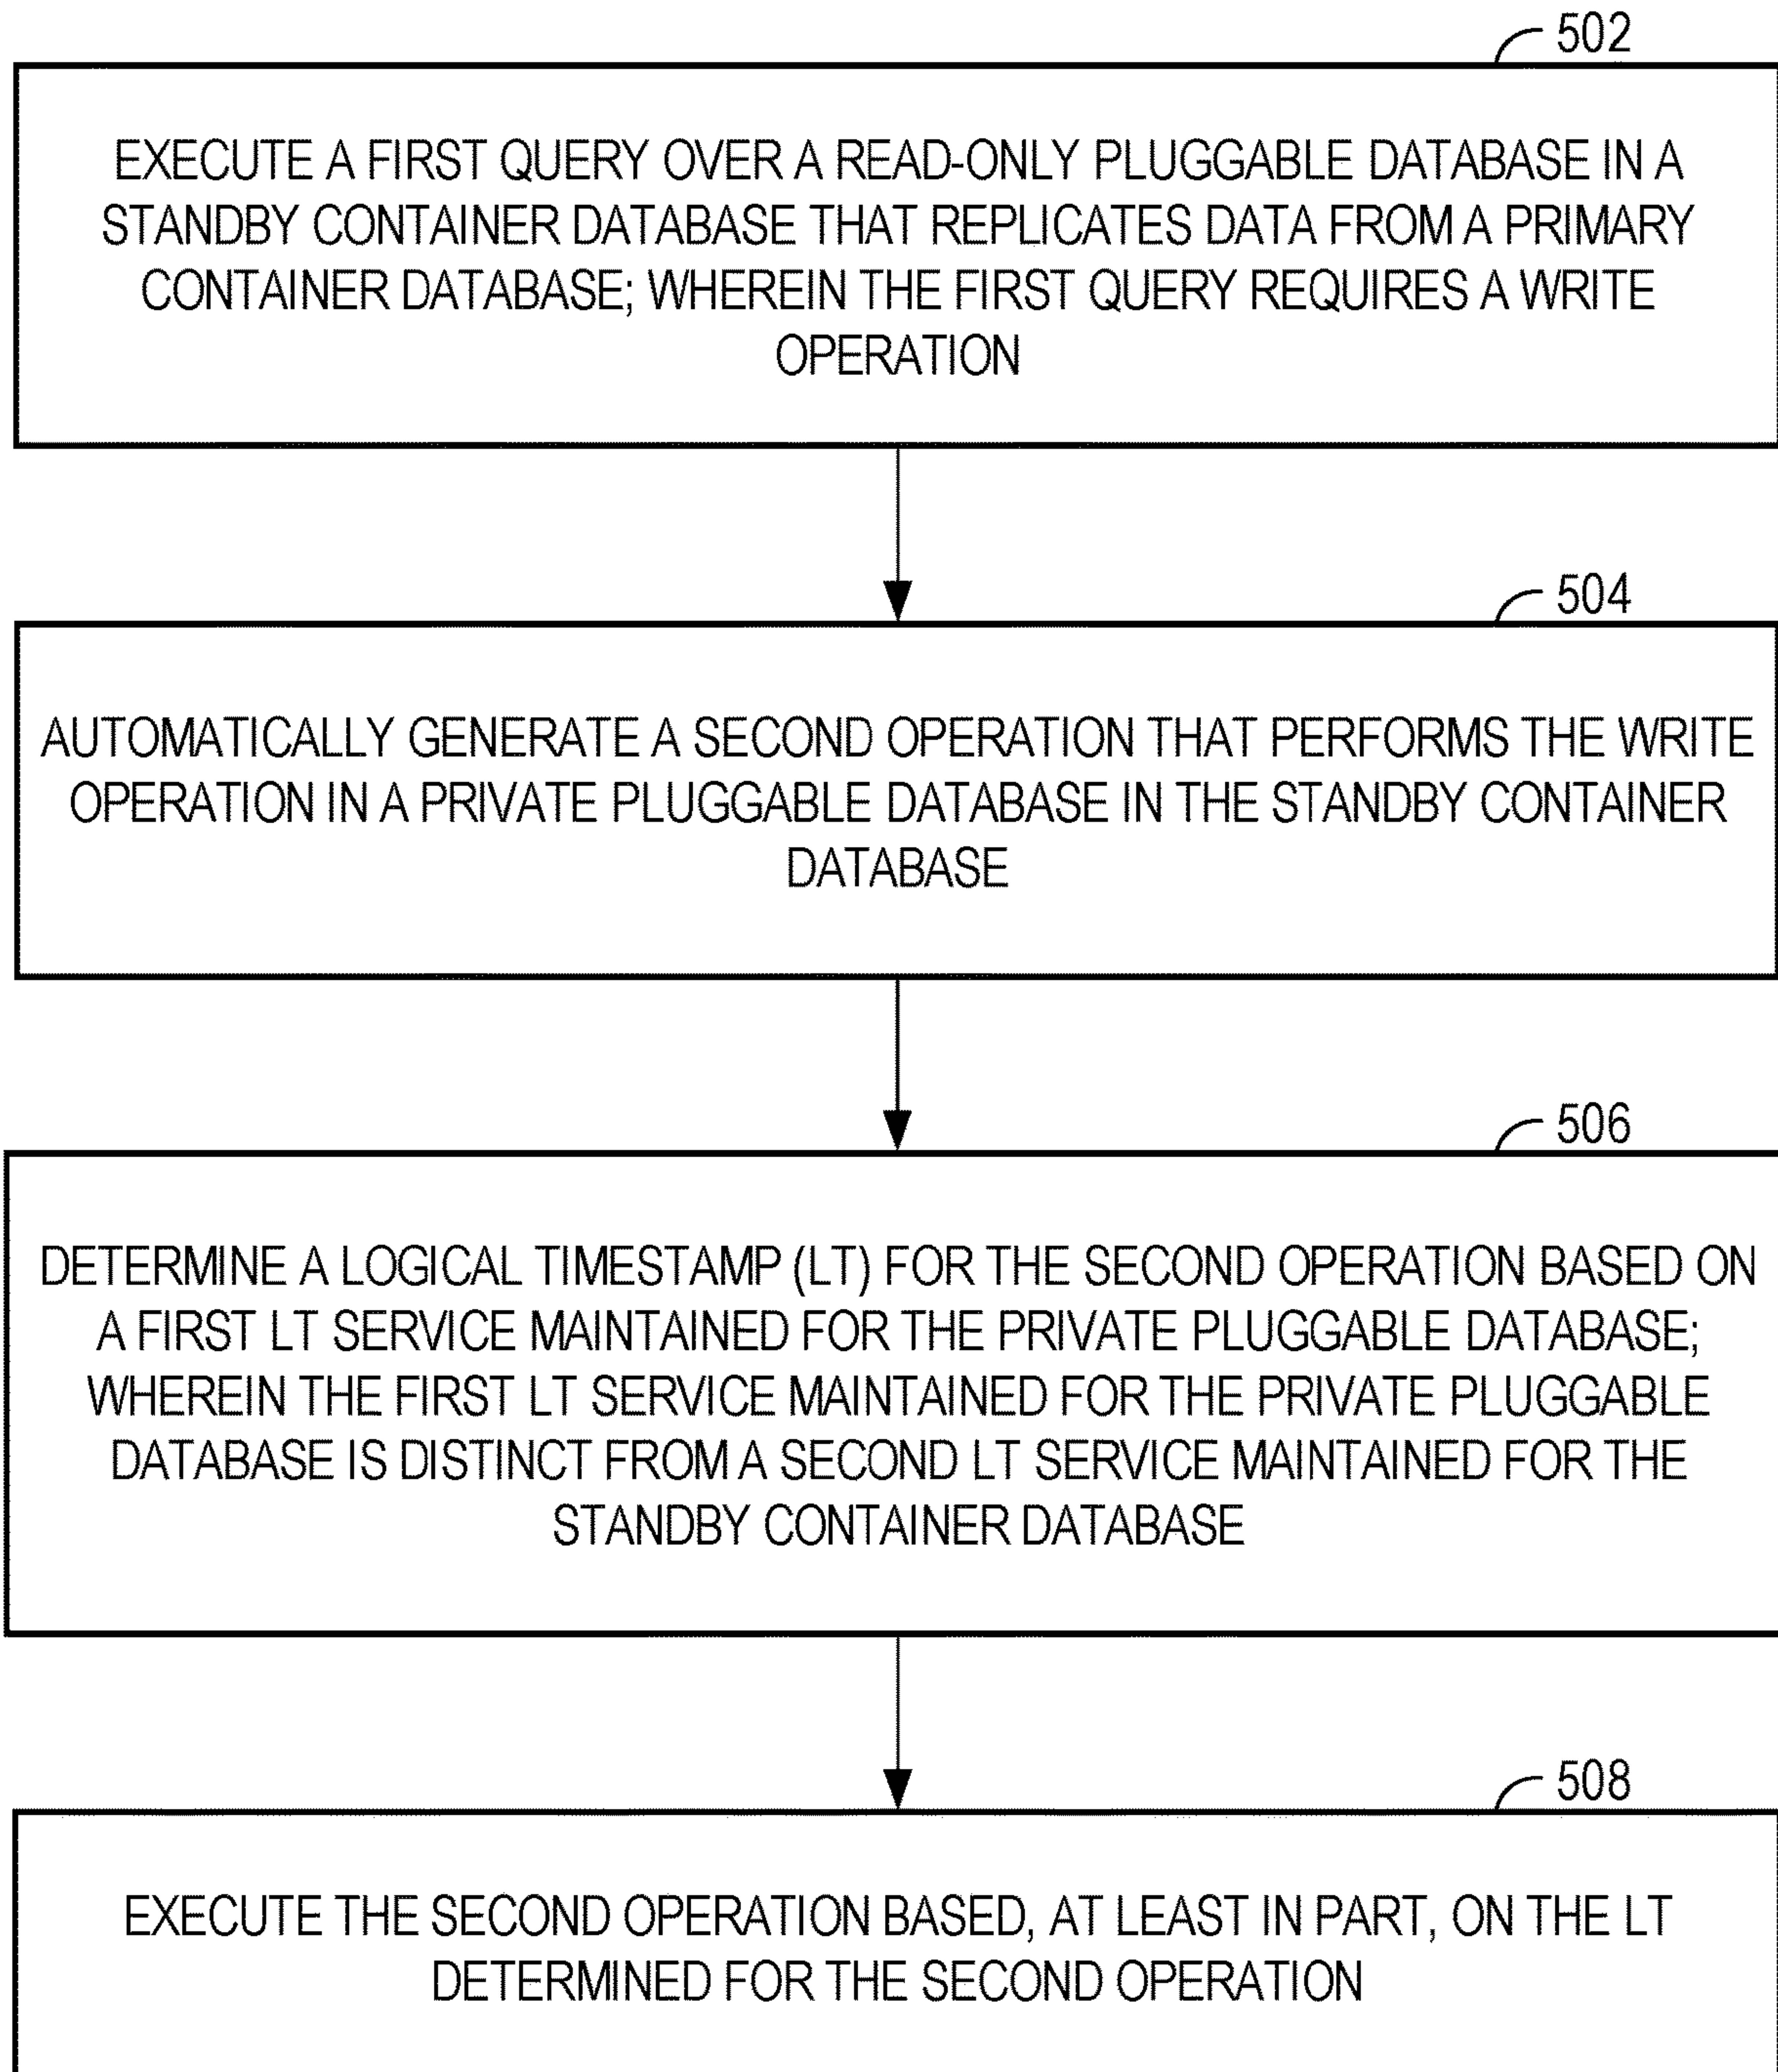 502
EXECUTE A FIRST QUERY OVER A READ-ONLY PLUGGABLE DATABASE IN A
STANDBY CONTAINER DATABASE THAT REPLICATES DATA FROM A PRIMARY
CONTAINER DATABASE; WHEREIN THE FIRST QUERY REQUIRES A WRITE
OPERATION
504
AUTOMATICALLY GENERATE A SECOND OPERATION THAT PERFORMS THE WRITE
OPERATION IN A PRIVATE PLUGGABLE DATABASE IN THE STANDBY CONTAINER
DATABASE
506
DETERMINE A LOGICAL TIMESTAMP (LT) FOR THE SECOND OPERATION BASED ON
A FIRST LT SERVICE MAINTAINED FOR THE PRIVATE PLUGGABLE DATABASE;
WHEREIN THE FIRST LT SERVICE MAINTAINED FOR THE PRIVATE PLUGGABLE
DATABASE IS DISTINCT FROM A SECOND LT SERVICE MAINTAINED FOR THE
STANDBY CONTAINER DATABASE
508
EXECUTE THE SECOND OPERATION BASED, AT LEAST IN PART, ON THE LT
DETERMINED FOR THE SECOND OPERATION